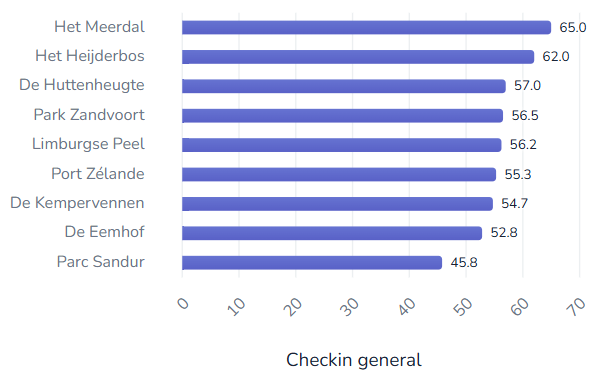 Het Meerdal 65.0
Het Heijderbos 62.0
De Huttenheugte 57.0
Park Zandvoort 56.5
Limburgse Peel 56.2
Port Zélande 55.3
De Kempervennen 54.7
De Eemhof 52.8
Parc Sandur 45.8
0 10 20 30 40 50 60 70
Checkin general